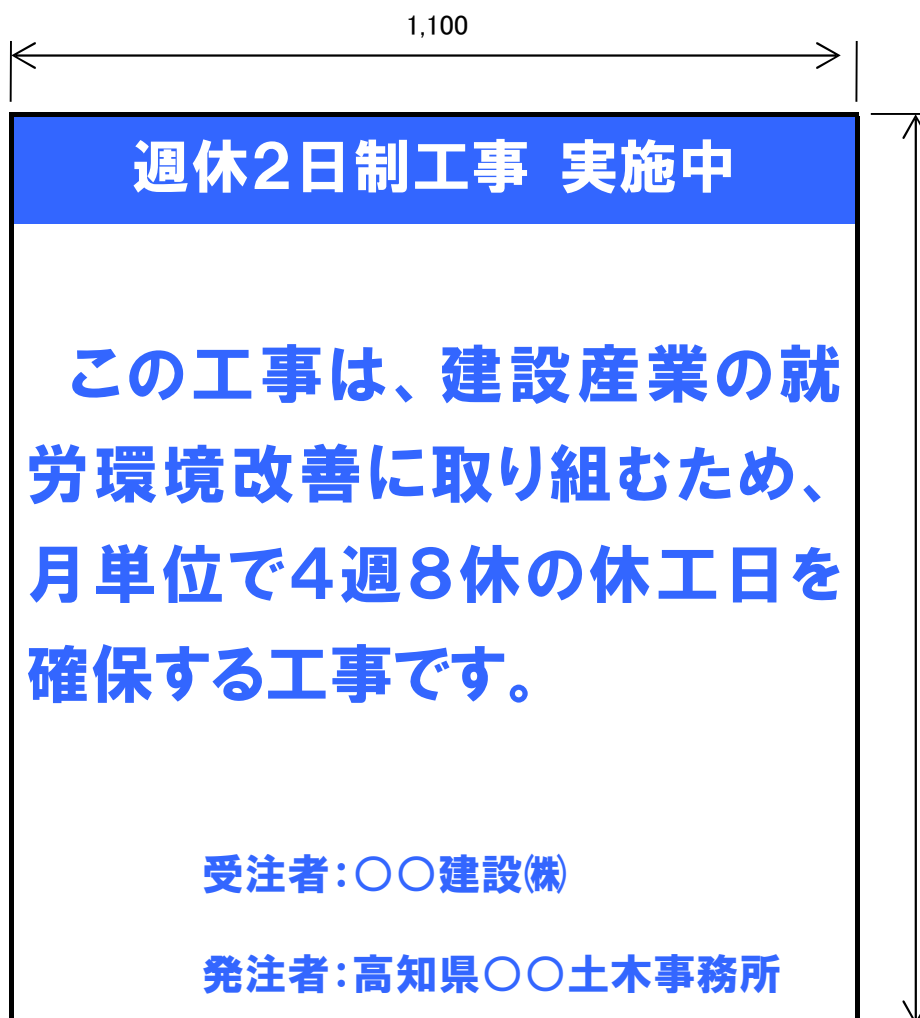 1,100
週休2日制工事 実施中
この工事は、建設産業の就
労環境改善に取り組むため、
月単位で4週8休の休工日を
確保する工事です。
受注者：○○建設㈱
発注者：高知県○○土木事務所